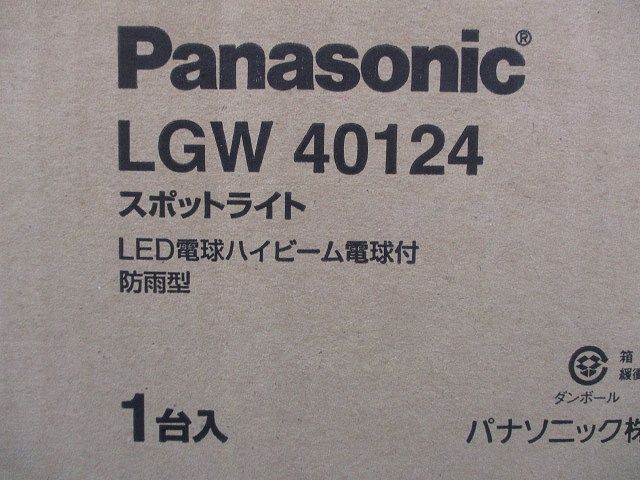 Panasonic®
LGW 40124
スポットライト
LED電球ハイビーム電球付
防雨型
箱
緩衝
ダンボール
1台入
パナソニック株